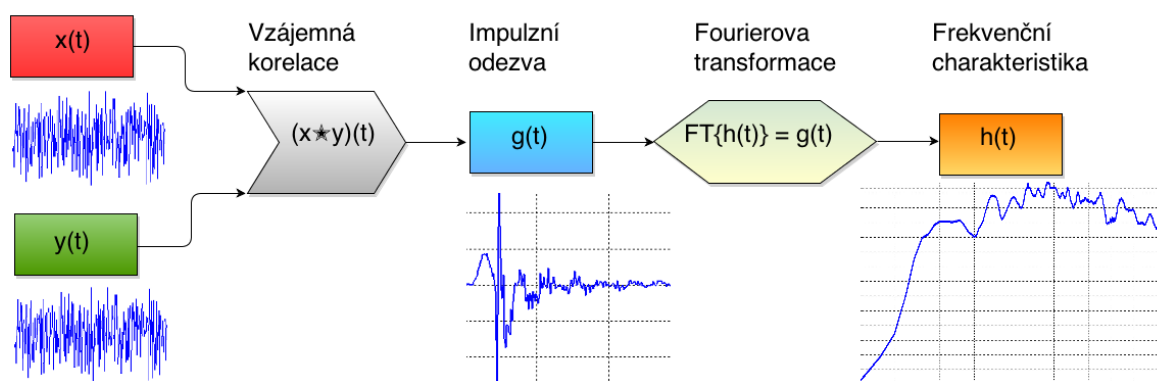 x(t)
Vzájemná
korelace
Impulzní
odezva
Fourierova
transformace
Frekvenční
charakteristika
(x★y)(t)
g(t)
FT{h(t)} = g(t)
h(t)
y(t)